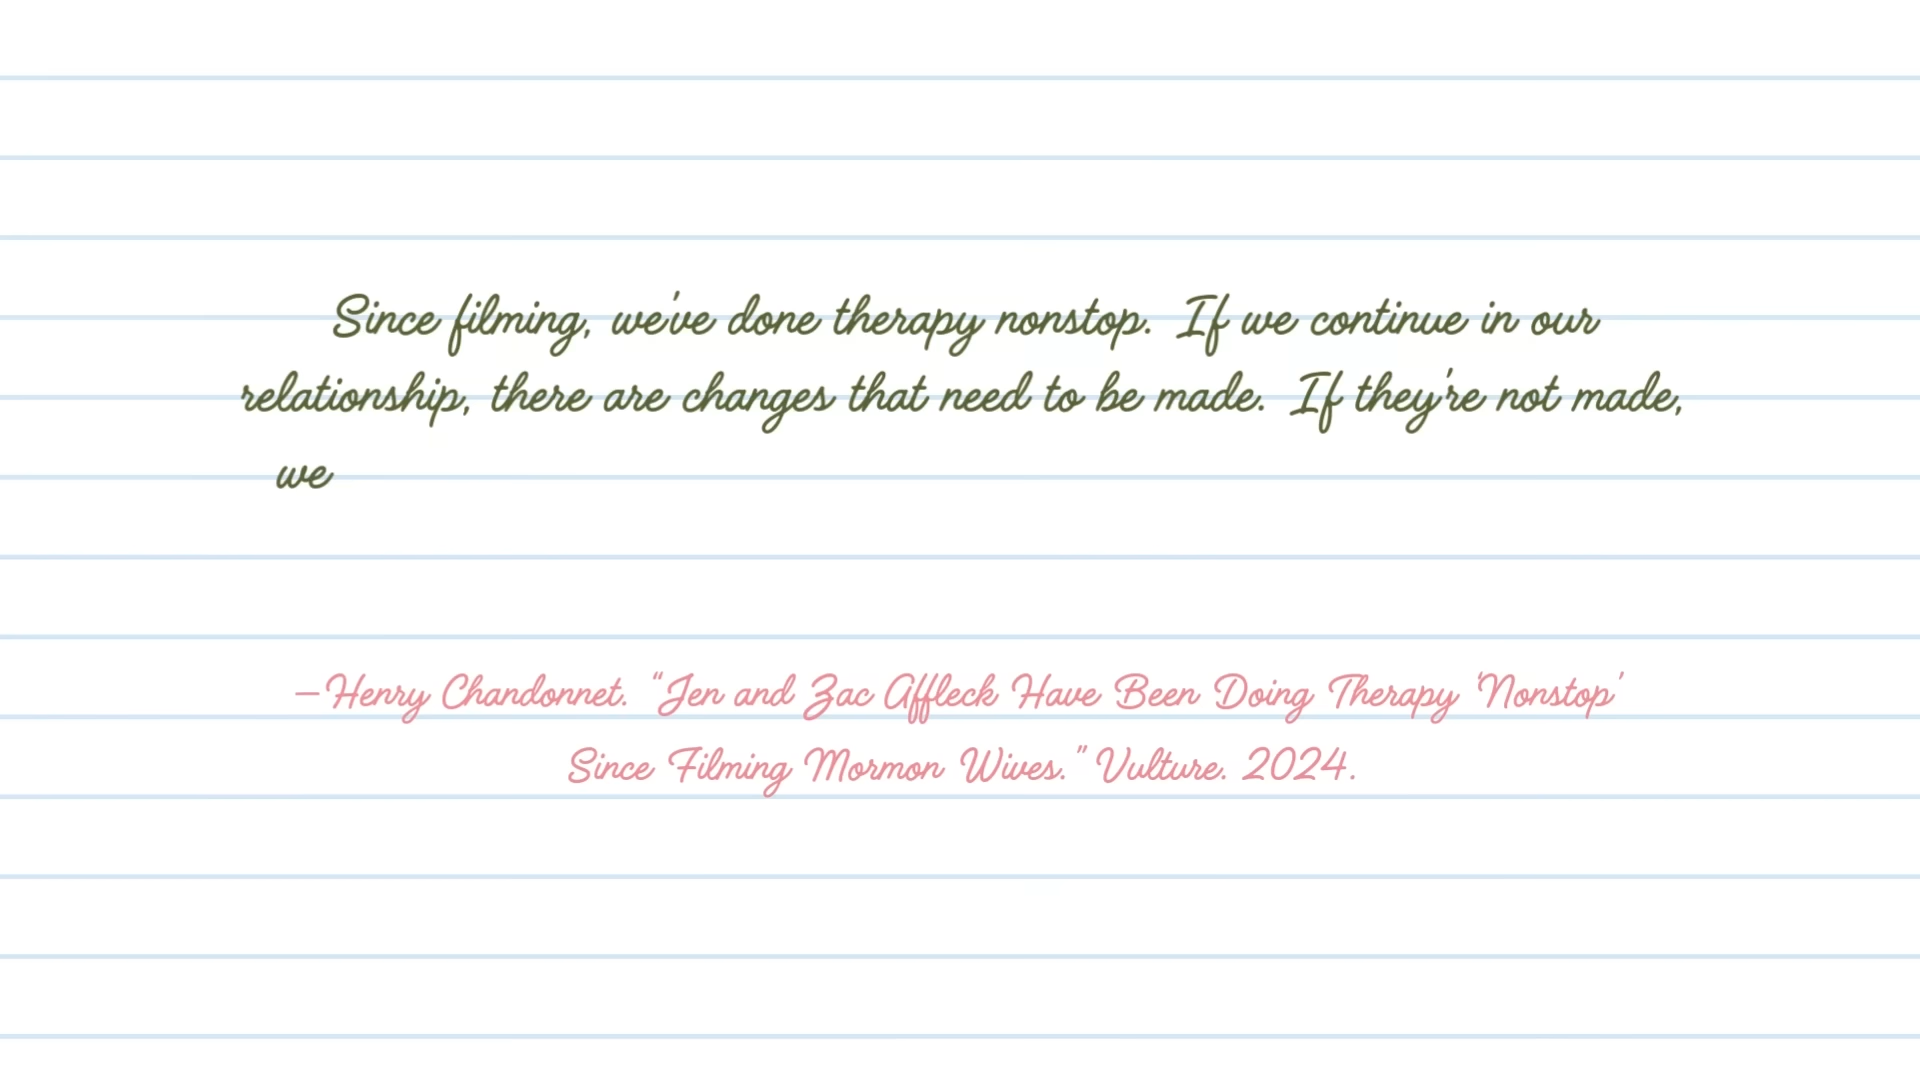 Since filming, we've done therapy nonstop. If we continue in our
relationship, there are changes that need to be made. If they're not made,
we
—Henry Chandonnet. “Jen and Zac Affleck Have Been Doing Therapy ‘Nonstop’
Since Filming Mormon Wives.” Vulture. 2024.